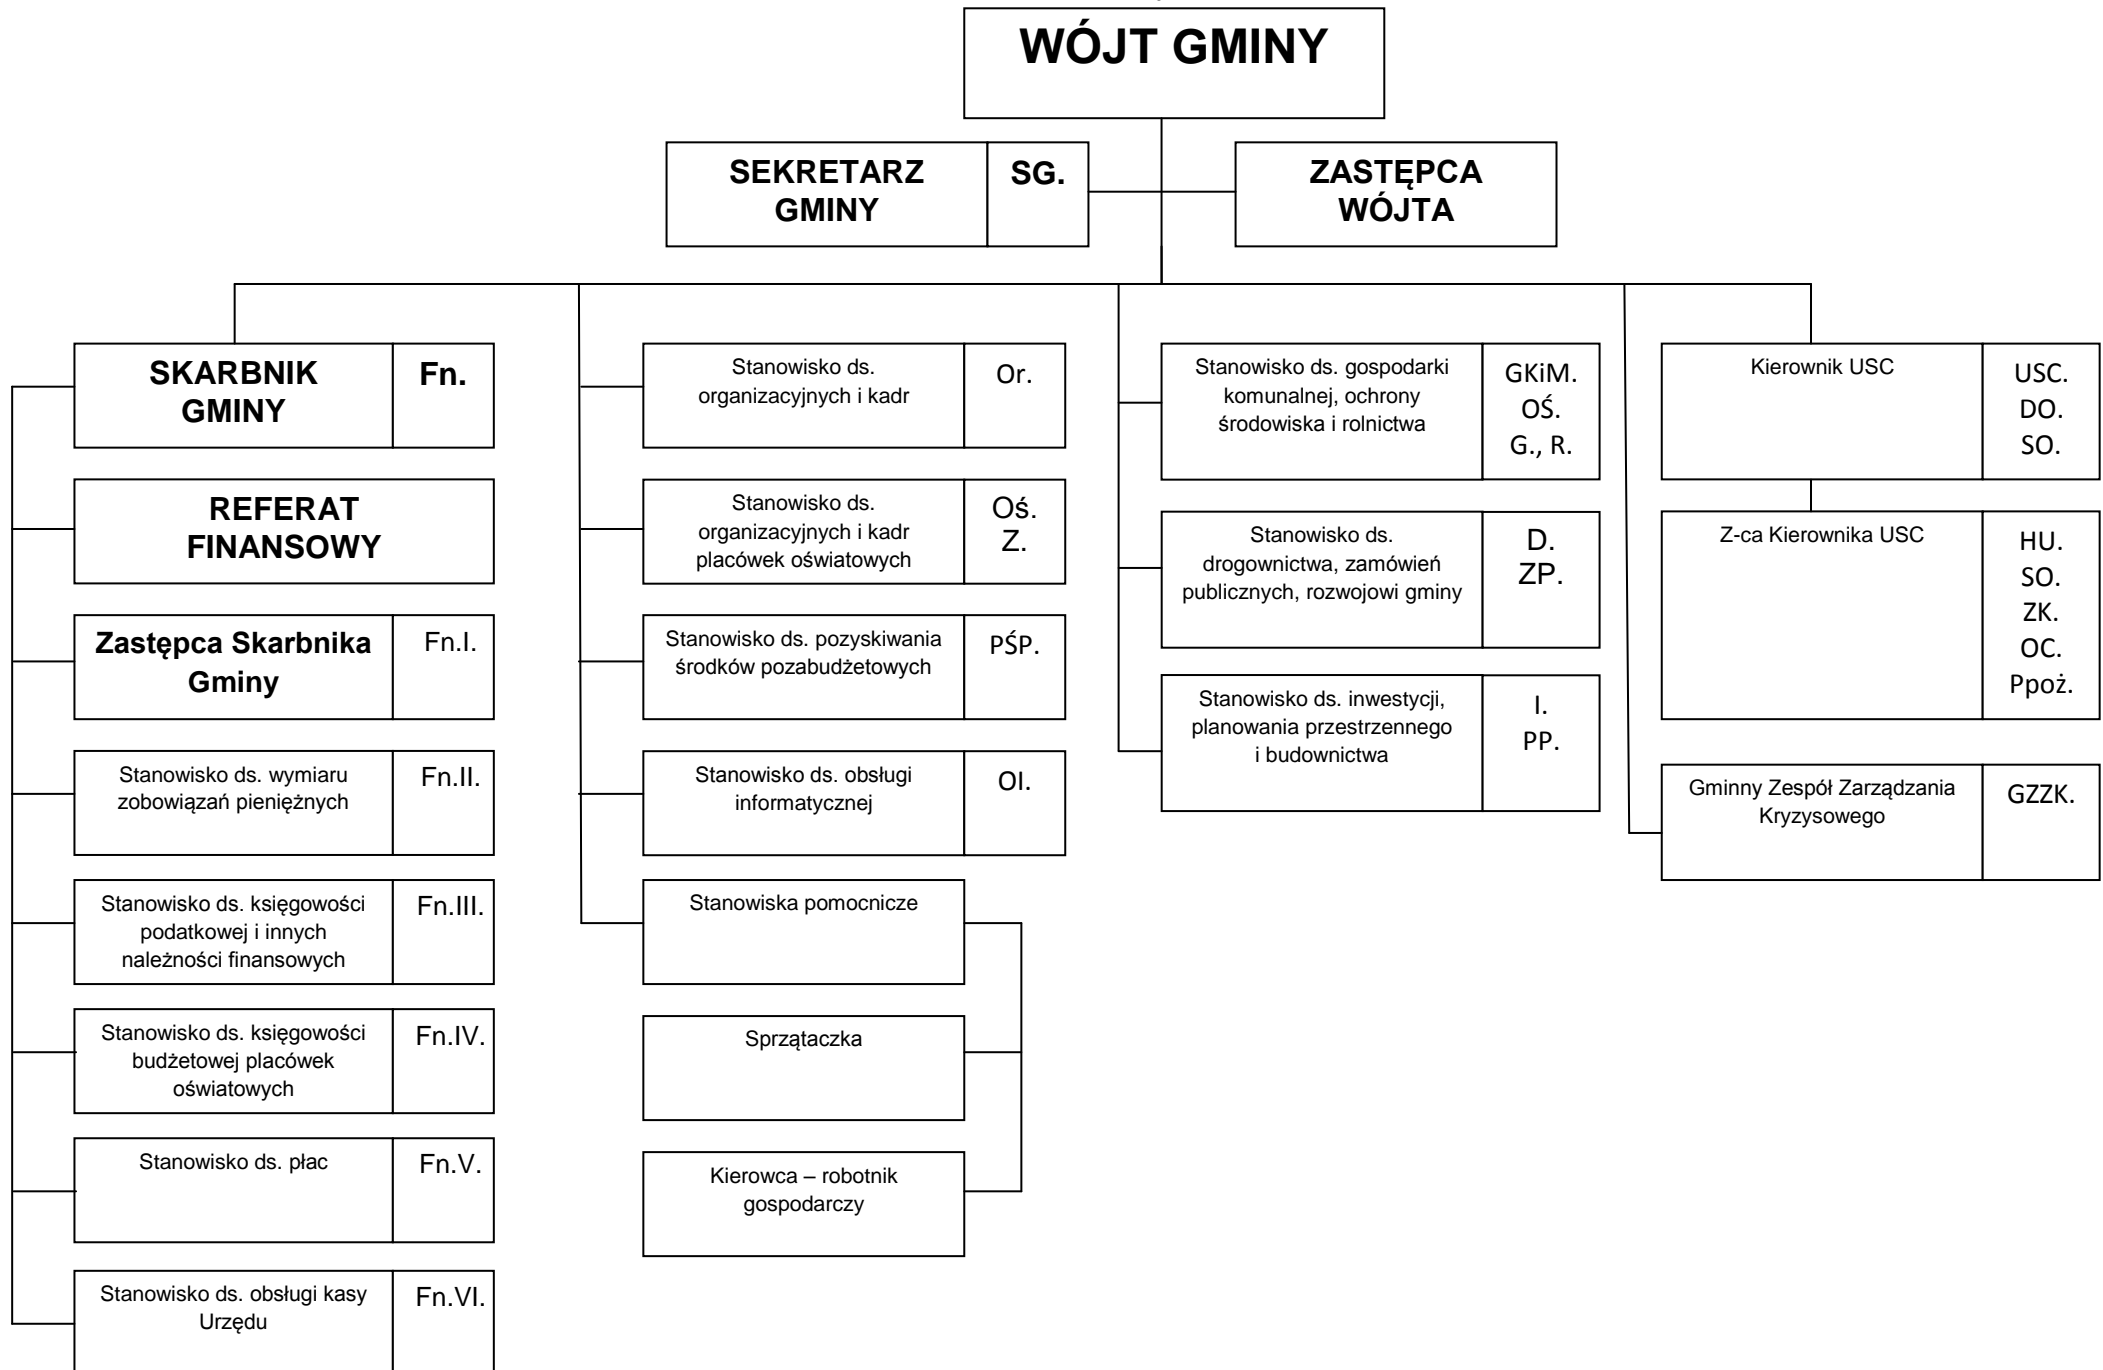 WÓJT GMINY
SEKRETARZ
GMINY
SG.
ZASTĘPCA
WÓJTA
SKARBNIK
GMINY
Fn.
REFERAT
FINANSOWY
Zastępca Skarbnika
Gminy
Fn.I.
Stanowisko ds. wymiaru
zobowiązań pieniężnych
Fn.II.
Stanowisko ds. księgowości
podatkowej i innych
należności finansowych
Fn.III.
Stanowisko ds. księgowości
budżetowej placówek
oświatowych
Fn.IV.
Stanowisko ds. płac
Fn.V.
Stanowisko ds. obsługi kasy
Urzędu
Fn.VI.
Stanowisko ds.
organizacyjnych i kadr
Or.
Stanowisko ds.
organizacyjnych i kadr
placówek oświatowych
Oś.
Z.
Stanowisko ds. pozyskiwania
środków pozabudżetowych
PŚP.
Stanowisko ds. obsługi
informatycznej
OI.
Stanowiska pomocnicze
Sprzątaczka
Kierowca – robotnik
gospodarczy
Stanowisko ds. gospodarki
komunalnej, ochrony
środowiska i rolnictwa
GKiM.
OŚ.
G., R.
Stanowisko ds.
drogownictwa, zamówień
publicznych, rozwojowi gminy
D.
ZP.
Stanowisko ds. inwestycji,
planowania przestrzennego
i budownictwa
I.
PP.
Kierownik USC
USC.
DO.
SO.
Z-ca Kierownika USC
HU.
SO.
ZK.
OC.
Ppoż.
Gminny Zespół Zarządzania
Kryzysowego
GZZK.